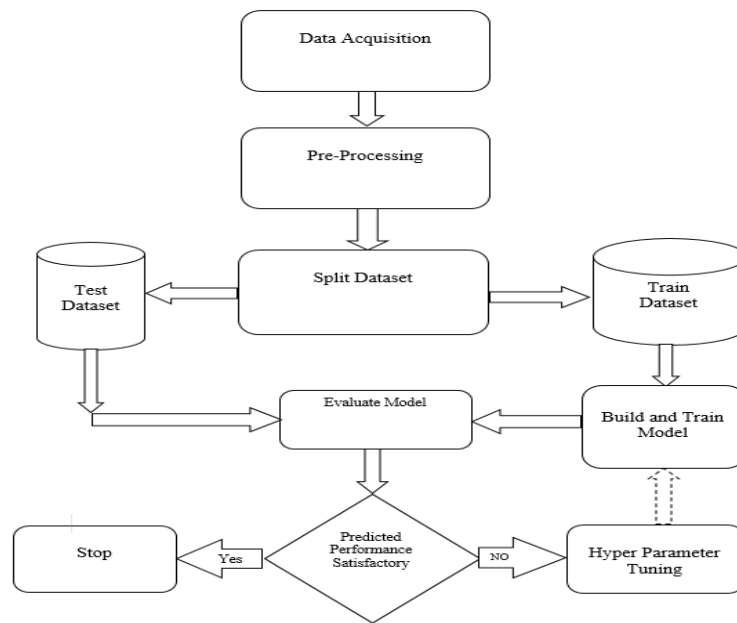 Data Acquisition
Pre-Processing
Split Dataset
Test
Dataset
Train
Dataset
Evaluate Model
Build and Train
Model
Predicted
Performance
Satisfactory
Yes
NO
Stop
Hyper Parameter
Tuning